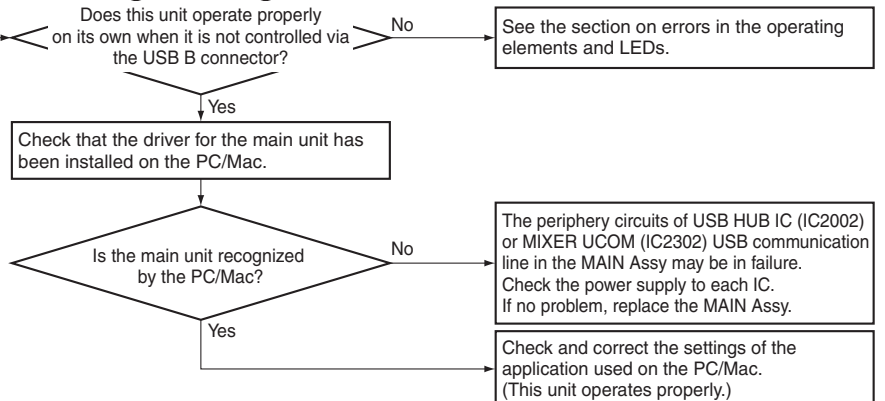 Does this unit operate properly
on its own when it is not controlled via
the USB B connector?
No
See the section on errors in the operating
elements and LEDs.
Yes
Check that the driver for the main unit has
been installed on the PC/Mac.
Is the main unit recognized
by the PC/Mac?
No
The periphery circuits of USB HUB IC (IC2002)
or MIXER UCOM (IC2302) USB communication
line in the MAIN Assy may be in failure.
Check the power supply to each IC.
If no problem, replace the MAIN Assy.
Yes
Check and correct the settings of the
application used on the PC/Mac.
(This unit operates properly.)